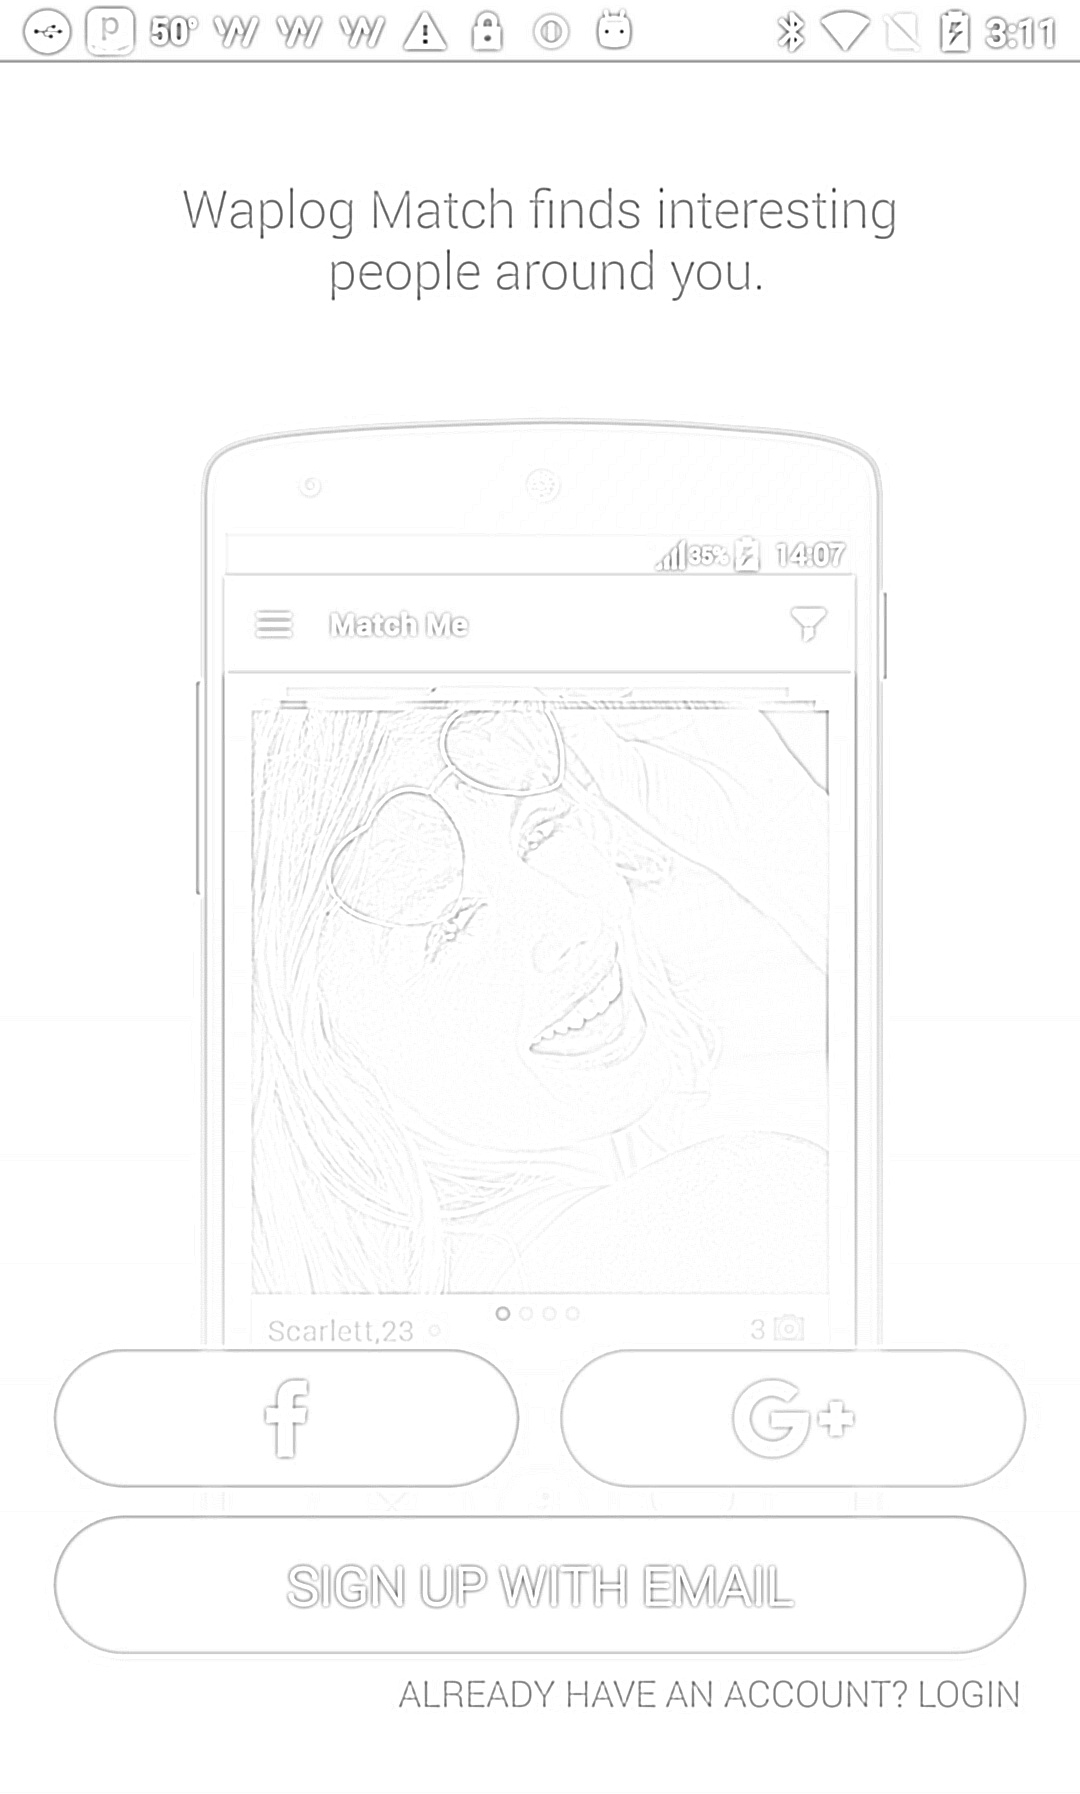 50° 3:11
Waplog Match finds interesting
people around you.
35% 14:07
Match Me
Scarlett,23 3
f G+
SIGN UP WITH EMAIL
ALREADY HAVE AN ACCOUNT? LOGIN